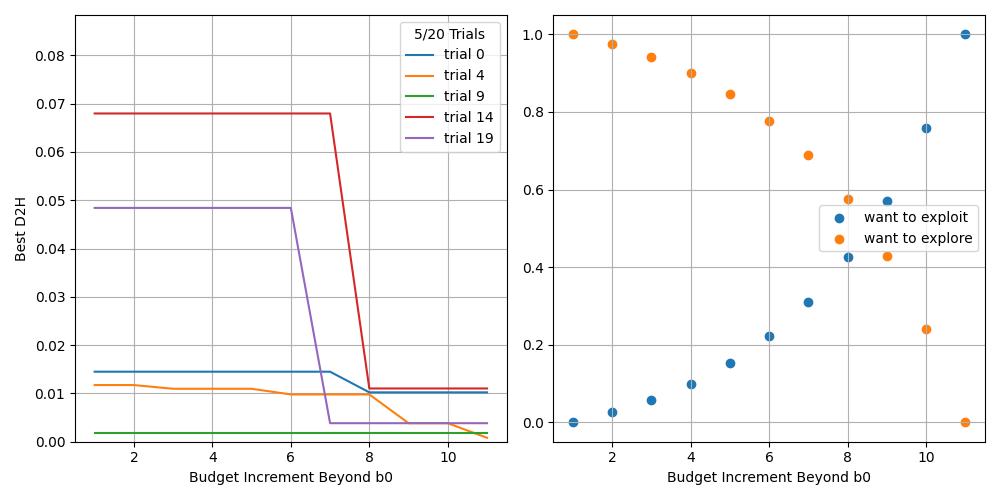 5/20 Trials
trial 0
trial 4
trial 9
trial 14
trial 19
0.08
0.07
0.06
0.05
0.04
0.03
0.02
0.01
0.00
Best D2H
2 4 6 8 10
Budget Increment Beyond b0
1.0
0.8
0.6
0.4
0.2
0.0
want to exploit
want to explore
2 4 6 8 10
Budget Increment Beyond b0